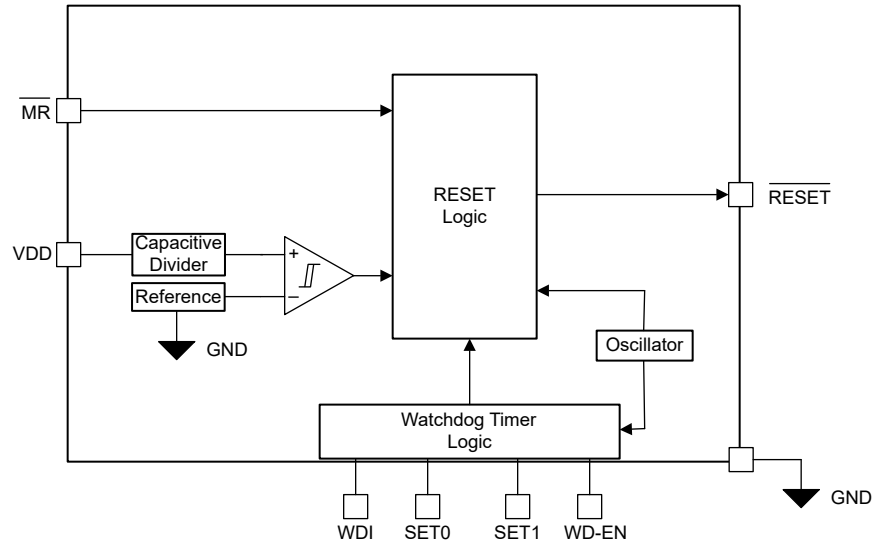 MR
RESET
Logic
RESET
VDD
Capacitive
Divider
+
Reference
−
GND
Oscillator
Watchdog Timer
Logic
GND
WDI
SET0
SET1
WD-EN